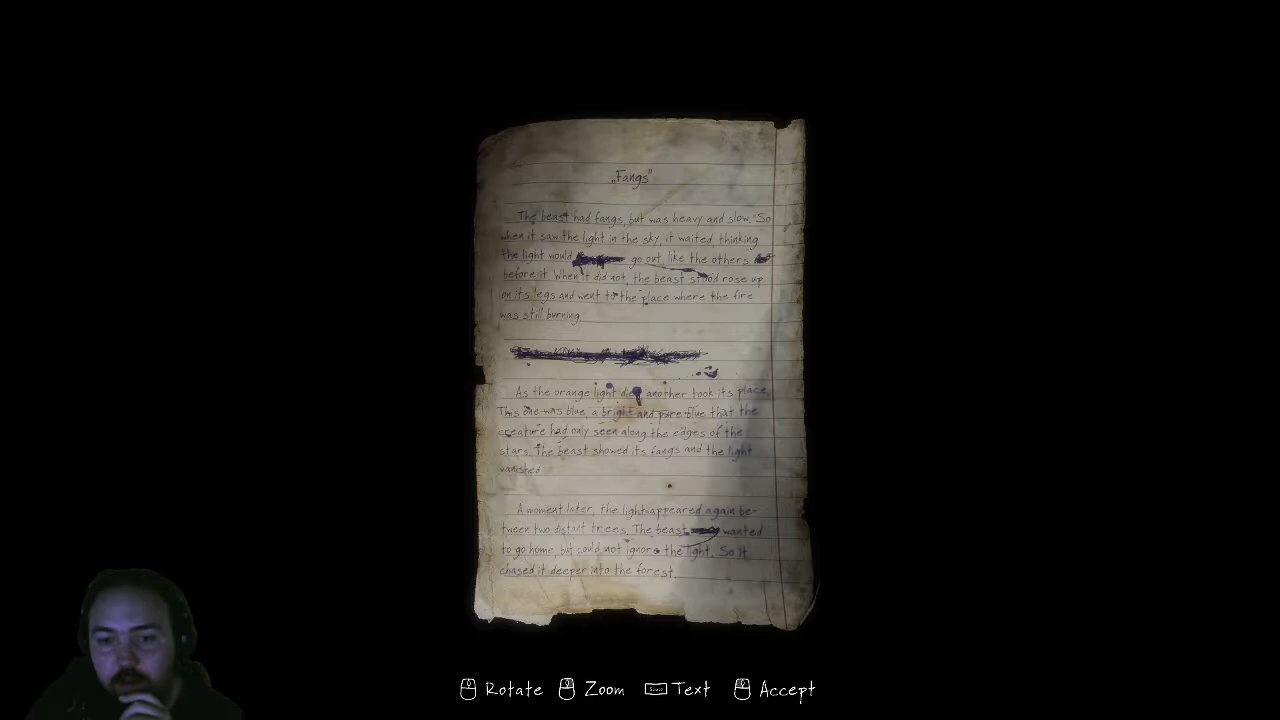 „Fangs"
The beast had fangs, but was heavy and slow. So
when it saw the light in the sky, it waited, thinking
the light would go out, like the others
before it. When it did not, the beast stood rose up
on its legs and went to the place where the fire
was still burning.
As the orange light died another took its place.
This one was blue, a bright and pure blue that the
creature had only seen along the edges of the
stars. The beast showed its fangs and the light
vanished
A moment later, the light appeared again be-
tween two distant trees. The beast wanted
to go home, but could not ignore the light. So it
chased it deeper into the forest.
Rotate Zoom Text Accept